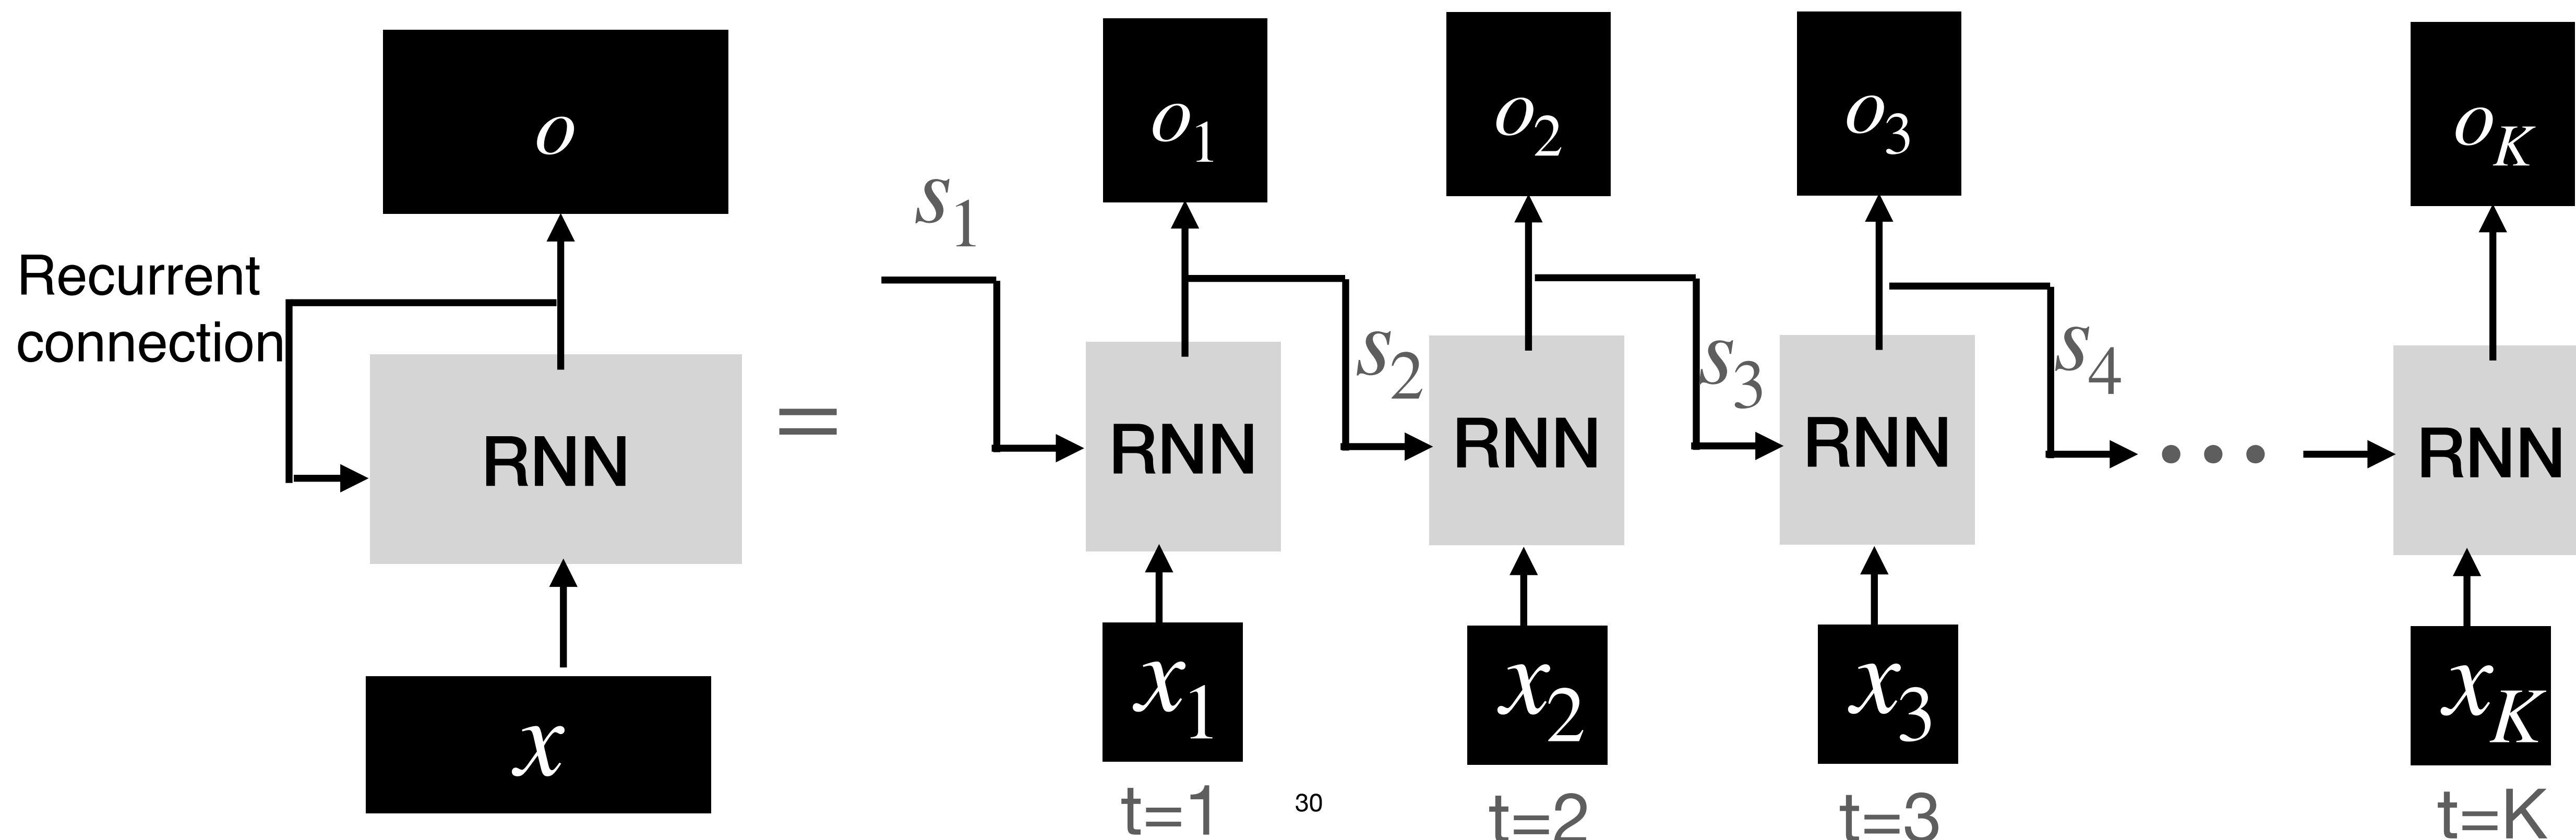 o
Recurrent
connection
RNN
x
=
s1
o1
o2
o3
oK
s2
s3
s4
RNN
RNN
RNN
• • •
RNN
x1
x2
x3
xK
t=1
30
t=2
t=3
t=K